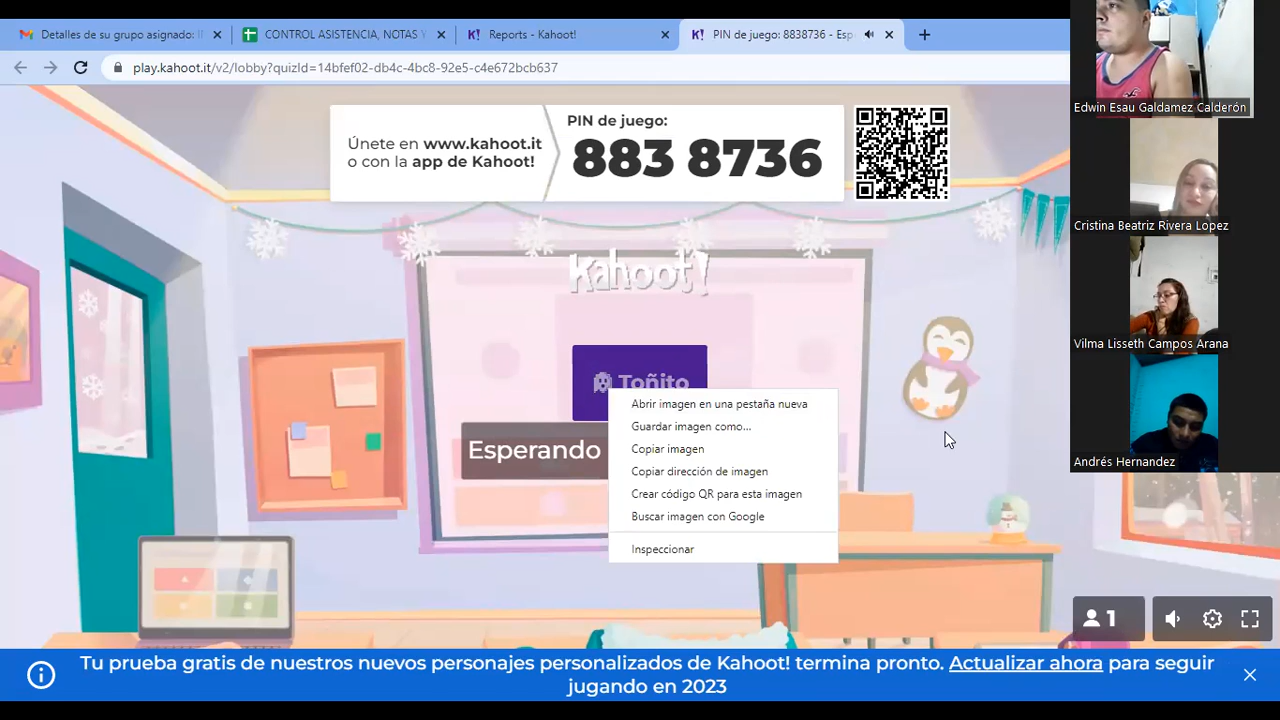 Detalles de su grupo asignado: I
CONTROL ASISTENCIA, NOTAS Y
Reports - Kahoot!
PIN de juego: 8838736 - Esp
play.kahoot.it/v2/lobby?quizId=14bfef02-db4c-4bc8-92e5-c4e672bcb637
Únete en www.kahoot.it
o con la app de Kahoot!
PIN de juego:
883 8736
Kahoot!
Toñito
Esperando
Abrir imagen en una pestaña nueva
Guardar imagen como...
Copiar imagen
Copiar dirección de imagen
Crear código QR para esta imagen
Buscar imagen con Google
Inspeccionar
Edwin Esau Galdamez Calderón
Cristina Beatriz Rivera Lopez
Vilma Lisseth Campos Arana
Andrés Hernandez
1
Tu prueba gratis de nuestros nuevos personajes personalizados de Kahoot! termina pronto. Actualizar ahora para seguir
jugando en 2023